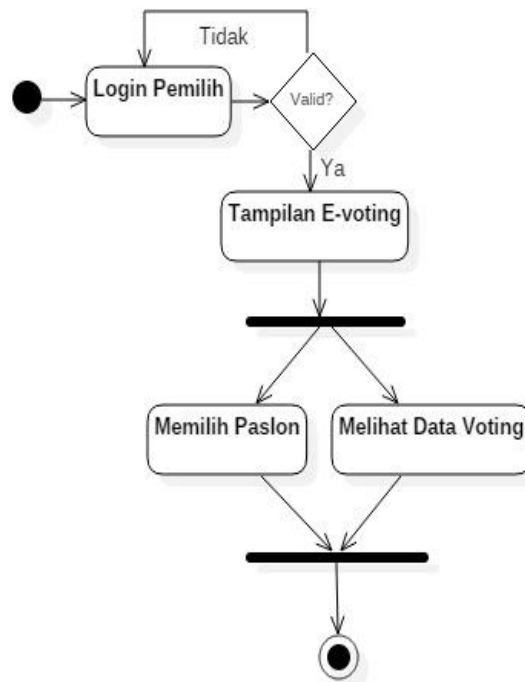 Tidak
Login Pemilih
Valid?
Ya
Tampilan E-voting
Memilih Paslon
Melihat Data Voting